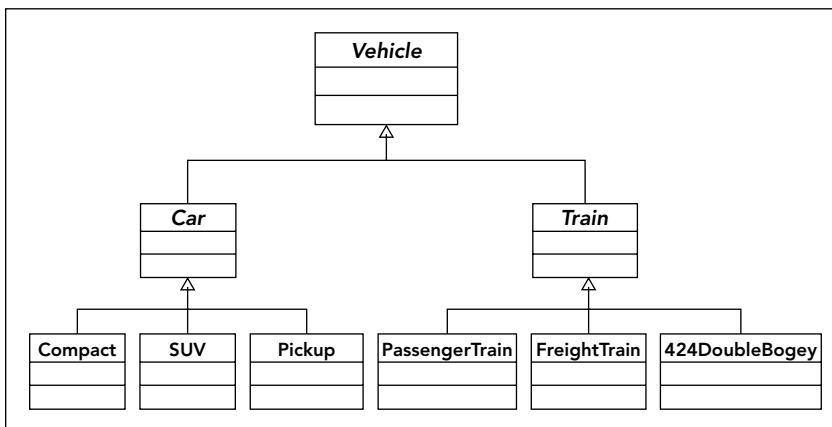 Vehicle
Car Train
Compact SUV Pickup PassengerTrain FreightTrain 424DoubleBogey